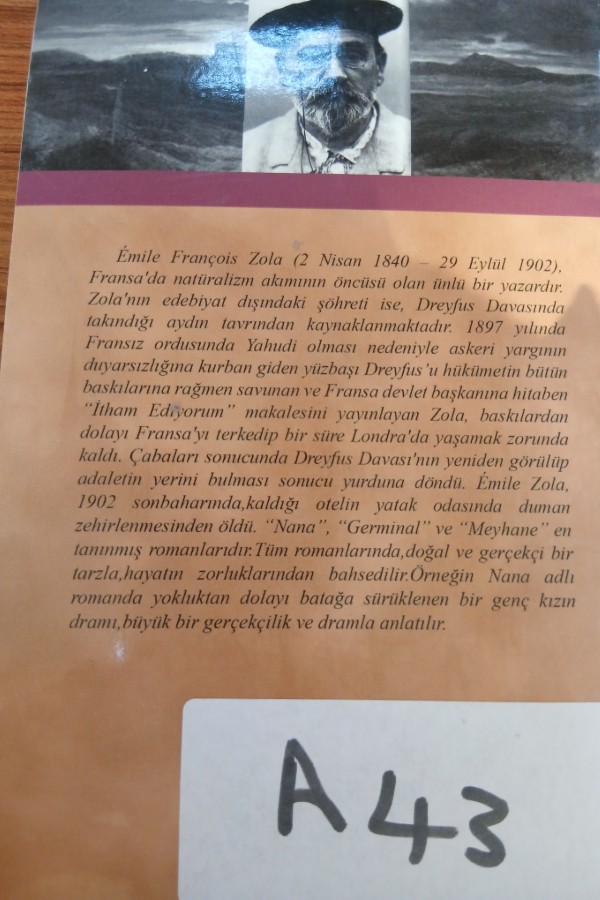 Émile François Zola (2 Nisan 1840 – 29 Eylül 1902),
Fransa'da natüralizm akımının öncüsü olan ünlü bir yazardır.
Zola'nın edebiyat dışındaki şöhreti ise, Dreyfus Davasında
takındığı aydın tavrından kaynaklanmaktadır. 1897 yılında
Fransız ordusunda Yahudi olması nedeniyle askeri yargının
duyarsızlığına kurban giden yüzbaşı Dreyfus'u hükümetin bütün
baskılarına rağmen savunan ve Fransa devlet başkanına hitaben
“İtham Ediyorum” makalesini yayınlayan Zola, baskılardan
dolayı Fransa'yı terkedip bir süre Londra'da yaşamak zorunda
kaldı. Çabaları sonucunda Dreyfus Davası'nın yeniden görülüp
adaletin yerini bulması sonucu yurduna döndü. Émile Zola,
1902 sonbaharında,kaldığı otelin yatak odasında duman
zehirlenmesinden öldü. “Nana”, “Germinal” ve “Meyhane” en
tanınmış romanlarıdır.Tüm romanlarında,doğal ve gerçekçi bir
tarzla,hayatın zorluklarından bahsedilir.Örneğin Nana adlı
romanda yokluktan dolayı batağa sürüklenen bir genç kızın
dramı,büyük bir gerçekçilik ve dramla anlatılır.
A43